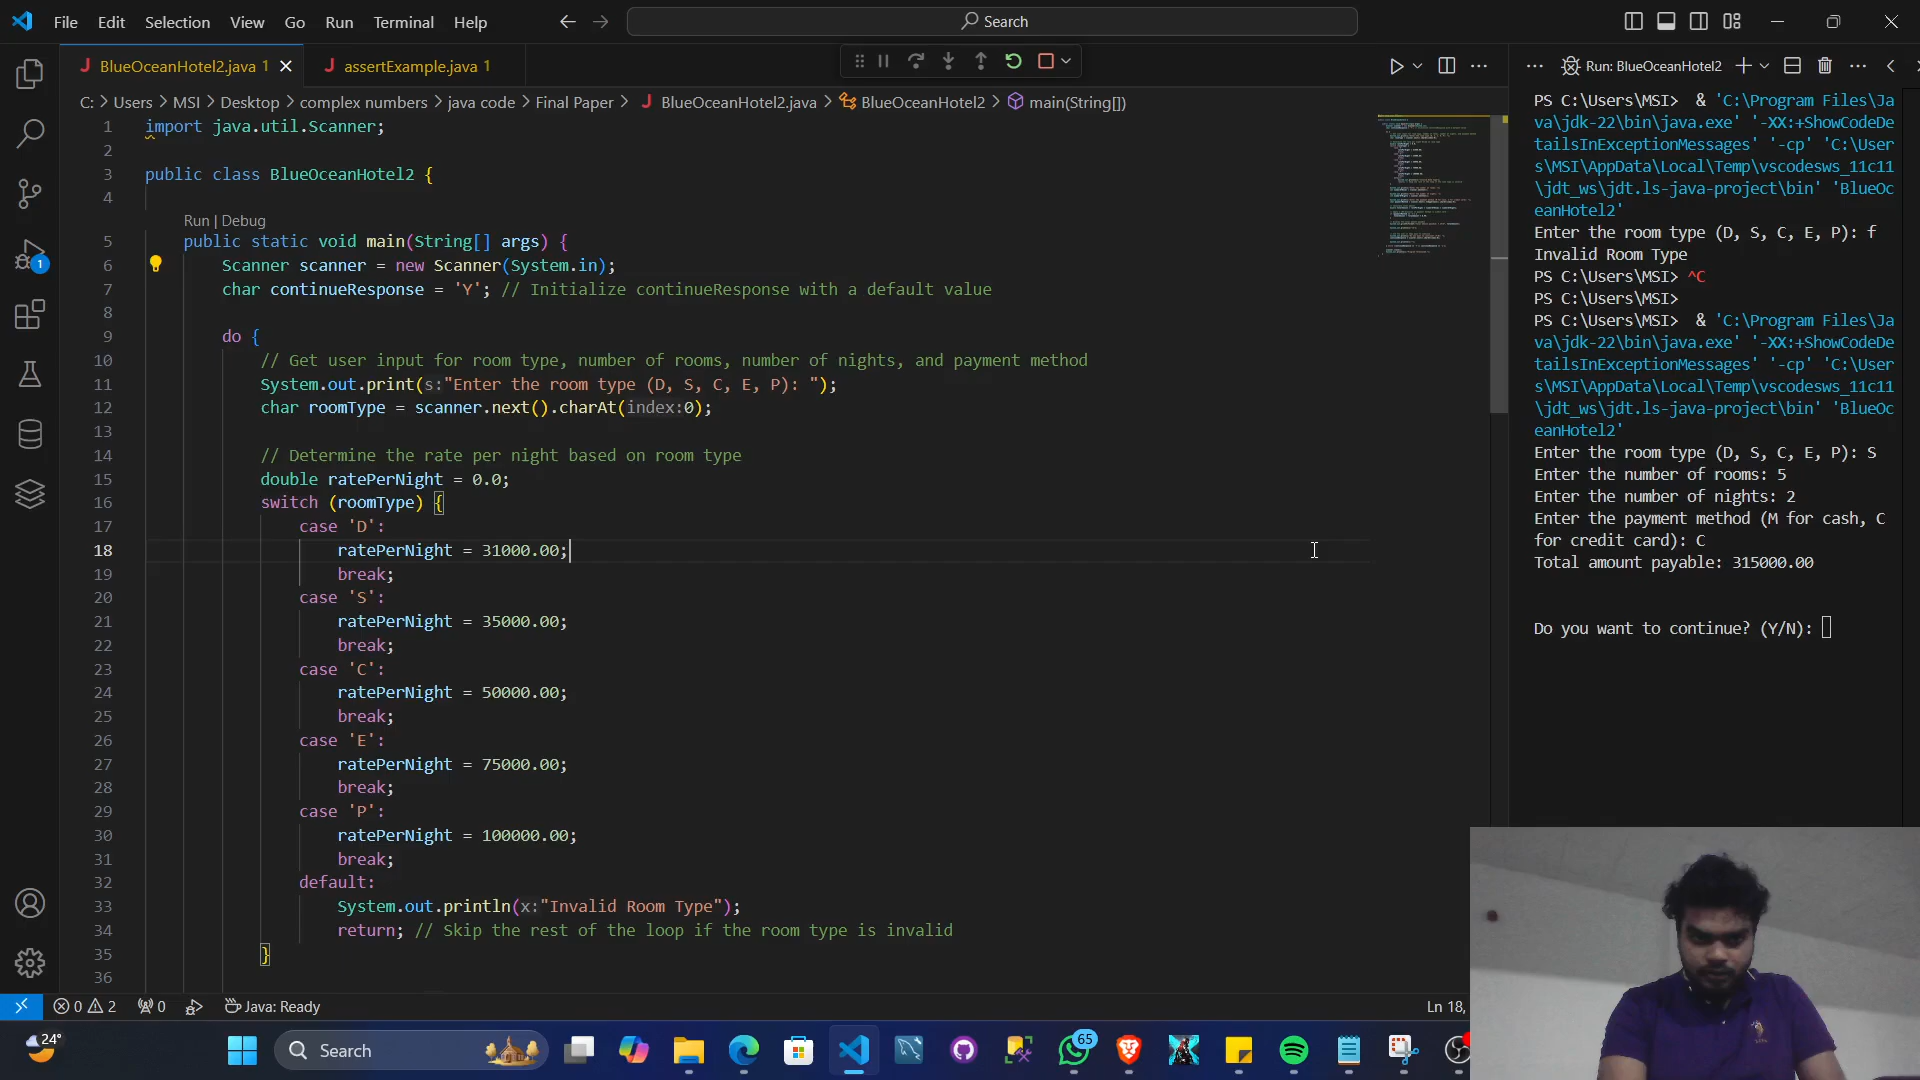 File Edit Selection View Go Run Terminal Help
Search
BlueOceanHotel2.java 1
assertExample.java 1
Run: BlueOceanHotel2
C: > Users > MSI > Desktop > complex numbers > java code > Final Paper > BlueOceanHotel2.java > BlueOceanHotel2 > main(String[])
1 import java.util.Scanner;
2
3 public class BlueOceanHotel2 {
4
Run | Debug
5 public static void main(String[] args) {
6 Scanner scanner = new Scanner(System.in);
7 char continueResponse = 'Y'; // Initialize continueResponse with a default value
8
9 do {
10 // Get user input for room type, number of rooms, number of nights, and payment method
11 System.out.print(s:"Enter the room type (D, S, C, E, P): ");
12 char roomType = scanner.next().charAt(index:0);
13
14 // Determine the rate per night based on room type
15 double ratePerNight = 0.0;
16 switch (roomType) {
17 case 'D':
18 ratePerNight = 31000.00;
19 break;
20 case 'S':
21 ratePerNight = 35000.00;
22 break;
23 case 'C':
24 ratePerNight = 50000.00;
25 break;
26 case 'E':
27 ratePerNight = 75000.00;
28 break;
29 case 'P':
30 ratePerNight = 100000.00;
31 break;
32 default:
33 System.out.println(x:"Invalid Room Type");
34 return; // Skip the rest of the loop if the room type is invalid
35 }
36
PS C:\Users\MSI> & 'C:\Program Files\Ja
va\jdk-22\bin\java.exe' '-XX:+ShowCodeDe
tailsInExceptionMessages' '-cp' 'C:\User
s\MSI\AppData\Local\Temp\vscodesws_11c11
\jdt_ws\jdt.ls-java-project\bin' 'BlueOc
eanHotel2'
Enter the room type (D, S, C, E, P): f
Invalid Room Type
PS C:\Users\MSI> ^C
PS C:\Users\MSI>
PS C:\Users\MSI> & 'C:\Program Files\Ja
va\jdk-22\bin\java.exe' '-XX:+ShowCodeDe
tailsInExceptionMessages' '-cp' 'C:\User
s\MSI\AppData\Local\Temp\vscodesws_11c11
\jdt_ws\jdt.ls-java-project\bin' 'BlueOc
eanHotel2'
Enter the room type (D, S, C, E, P): S
Enter the number of rooms: 5
Enter the number of nights: 2
Enter the payment method (M for cash, C
for credit card): C
Total amount payable: 315000.00
Do you want to continue? (Y/N):
1
0 2 0 Java: Ready
Ln 18,
24°
Search
65